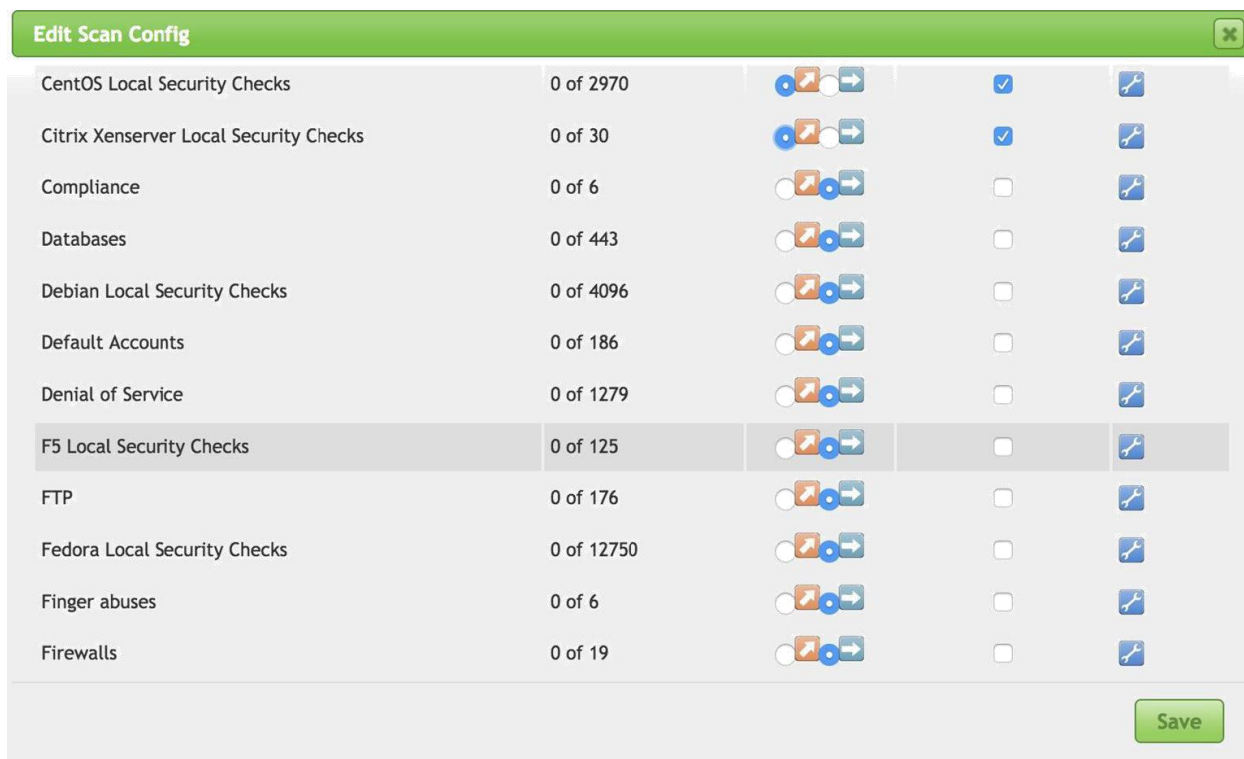 Edit Scan Config
CentOS Local Security Checks 0 of 2970
Citrix Xenserver Local Security Checks 0 of 30
Compliance 0 of 6
Databases 0 of 443
Debian Local Security Checks 0 of 4096
Default Accounts 0 of 186
Denial of Service 0 of 1279
F5 Local Security Checks 0 of 125
FTP 0 of 176
Fedora Local Security Checks 0 of 12750
Finger abuses 0 of 6
Firewalls 0 of 19
Save